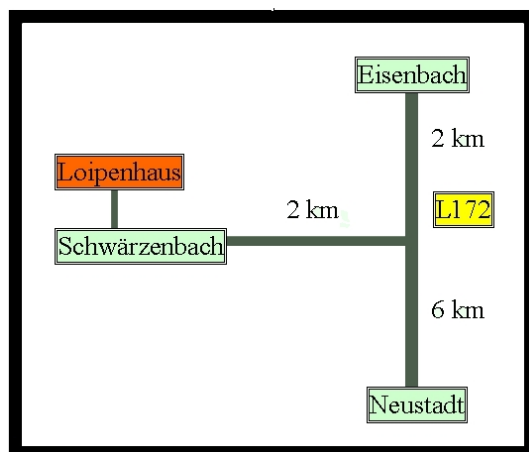 Eisenbach
2 km
Loipenhaus
L172
2 km
Schwärzenbach
6 km
Neustadt